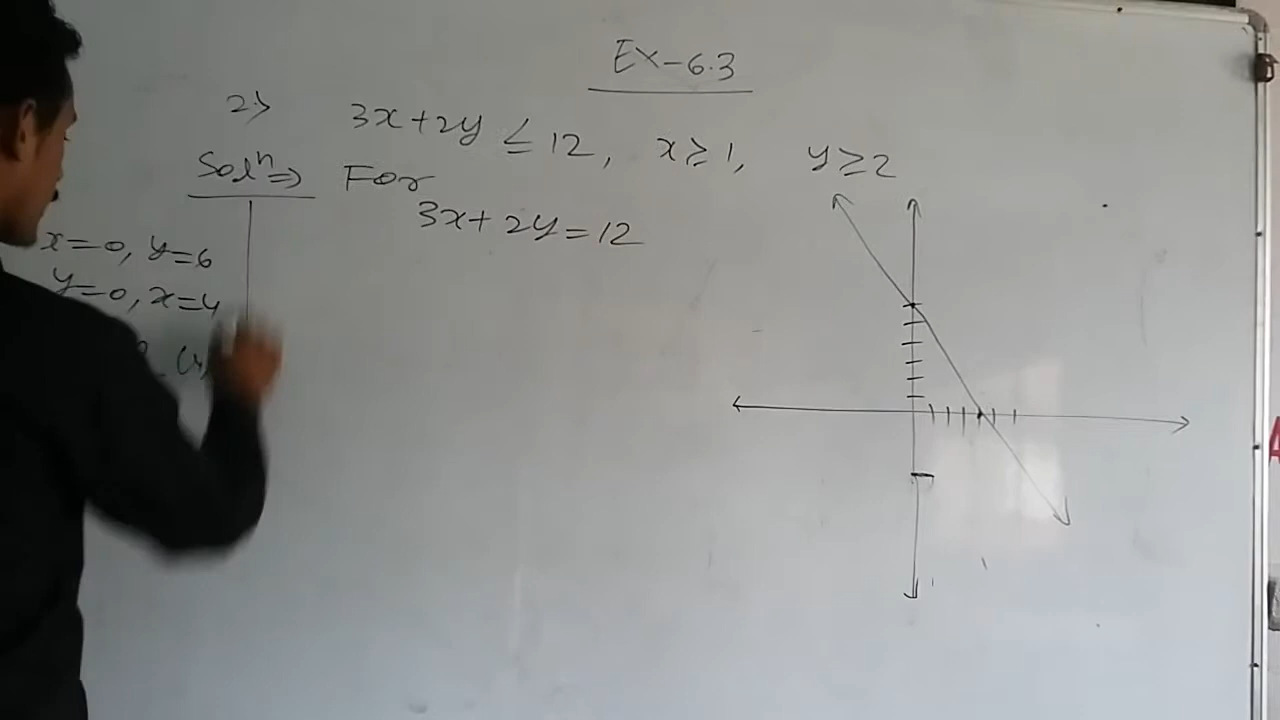 Ex-6.3
2> 3x+2y ≤ 12, x ≥ 1, y ≥ 2
Solⁿ ⇒ For
3x+2y=12
x=0, y=6
y=0, x=4